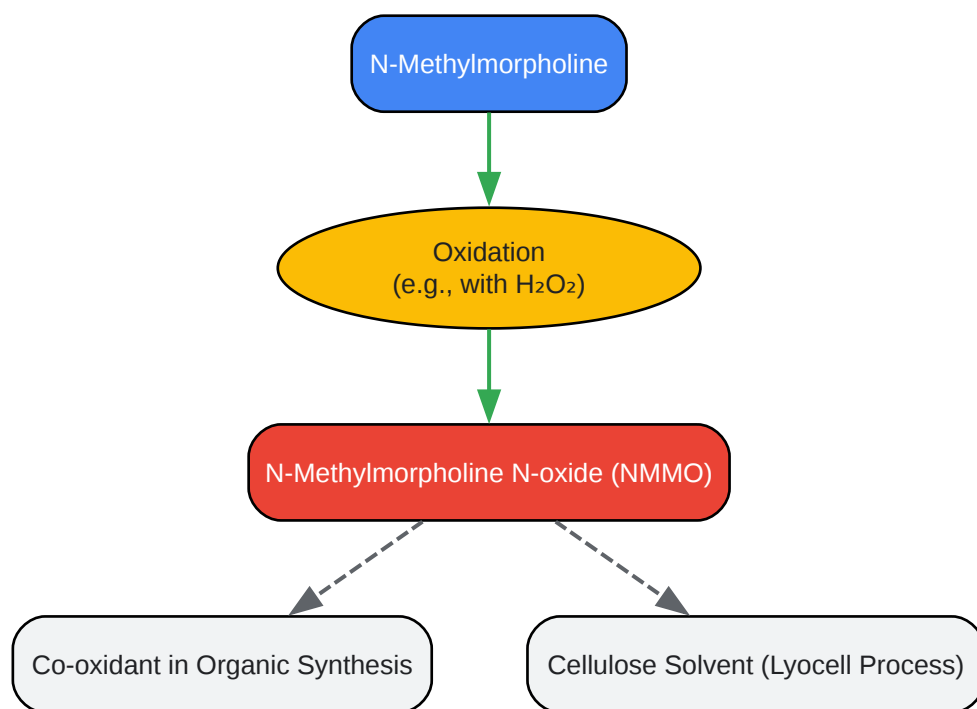 N-Methylmorpholine
Oxidation
(e.g., with H₂O₂)
N-Methylmorpholine N-oxide (NMMO)
Co-oxidant in Organic Synthesis
Cellulose Solvent (Lyocell Process)